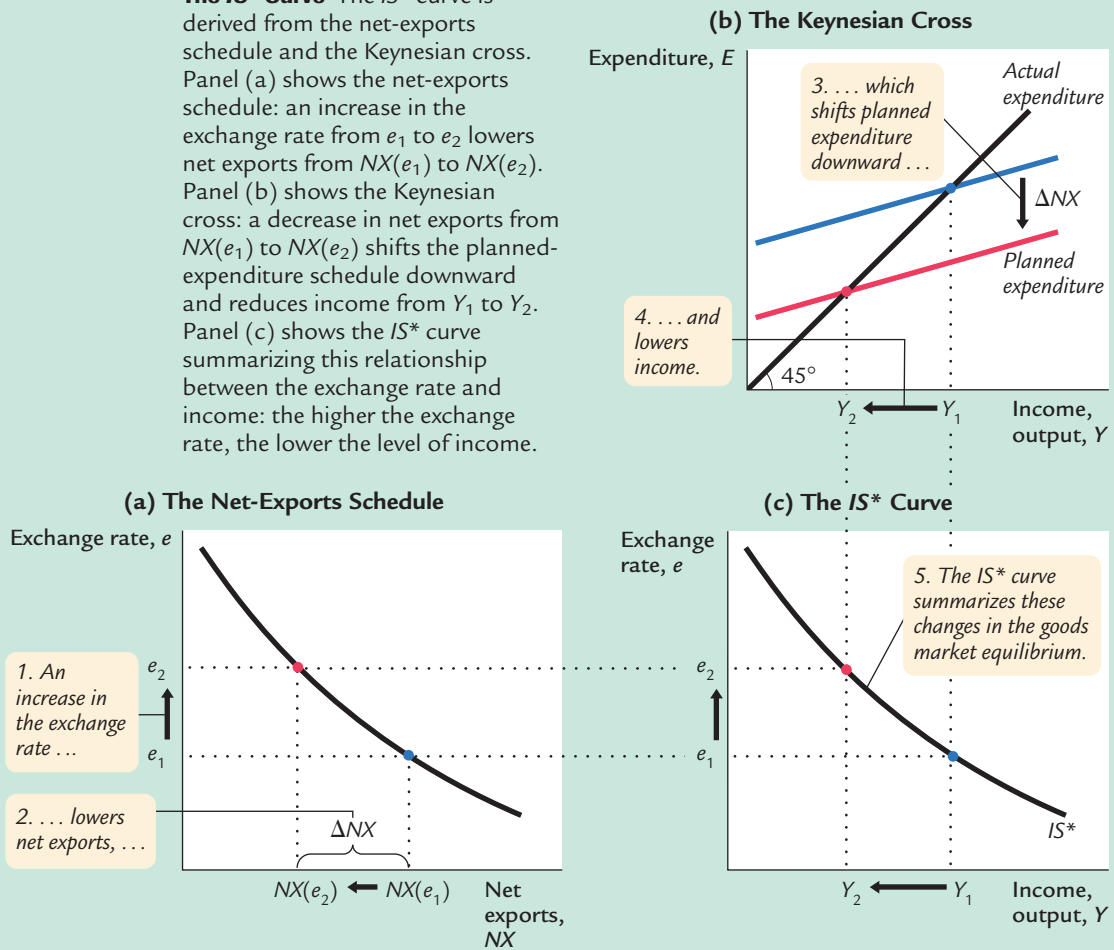 The IS* Curve The IS* curve is
derived from the net-exports
schedule and the Keynesian cross.
Panel (a) shows the net-exports
schedule: an increase in the
exchange rate from e1 to e2 lowers
net exports from NX(e1) to NX(e2).
Panel (b) shows the Keynesian
cross: a decrease in net exports from
NX(e1) to NX(e2) shifts the planned-
expenditure schedule downward
and reduces income from Y1 to Y2.
Panel (c) shows the IS* curve
summarizing this relationship
between the exchange rate and
income: the higher the exchange
rate, the lower the level of income.
(b) The Keynesian Cross
Expenditure, E
Actual
expenditure
3. . . . which
shifts planned
expenditure
downward . . .
ΔNX
Planned
expenditure
4. . . . and
lowers
income.
45°
Y2
Y1
Income,
output, Y
(a) The Net-Exports Schedule
Exchange rate, e
e2
1. An
increase in
the exchange
rate . . .
e1
2. . . . lowers
net exports, . . .
ΔNX
NX(e2)
NX(e1)
Net
exports,
NX
(c) The IS* Curve
Exchange
rate, e
5. The IS* curve
summarizes these
changes in the goods
market equilibrium.
e2
e1
IS*
Y2
Y1
Income,
output, Y